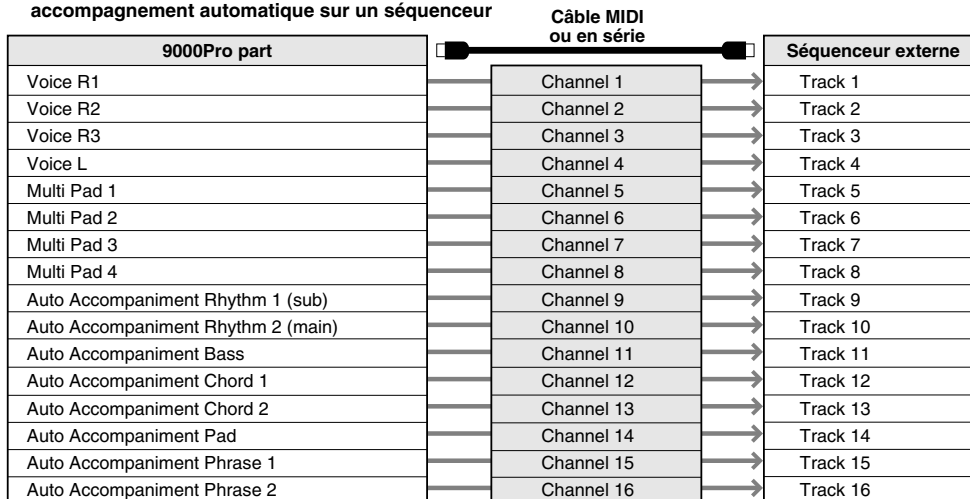 accompagnement automatique sur un séquenceur
Câble MIDI
ou en série
9000Pro part
Séquenceur externe
Voice R1 Channel 1 Track 1
Voice R2 Channel 2 Track 2
Voice R3 Channel 3 Track 3
Voice L Channel 4 Track 4
Multi Pad 1 Channel 5 Track 5
Multi Pad 2 Channel 6 Track 6
Multi Pad 3 Channel 7 Track 7
Multi Pad 4 Channel 8 Track 8
Auto Accompaniment Rhythm 1 (sub) Channel 9 Track 9
Auto Accompaniment Rhythm 2 (main) Channel 10 Track 10
Auto Accompaniment Bass Channel 11 Track 11
Auto Accompaniment Chord 1 Channel 12 Track 12
Auto Accompaniment Chord 2 Channel 13 Track 13
Auto Accompaniment Pad Channel 14 Track 14
Auto Accompaniment Phrase 1 Channel 15 Track 15
Auto Accompaniment Phrase 2 Channel 16 Track 16